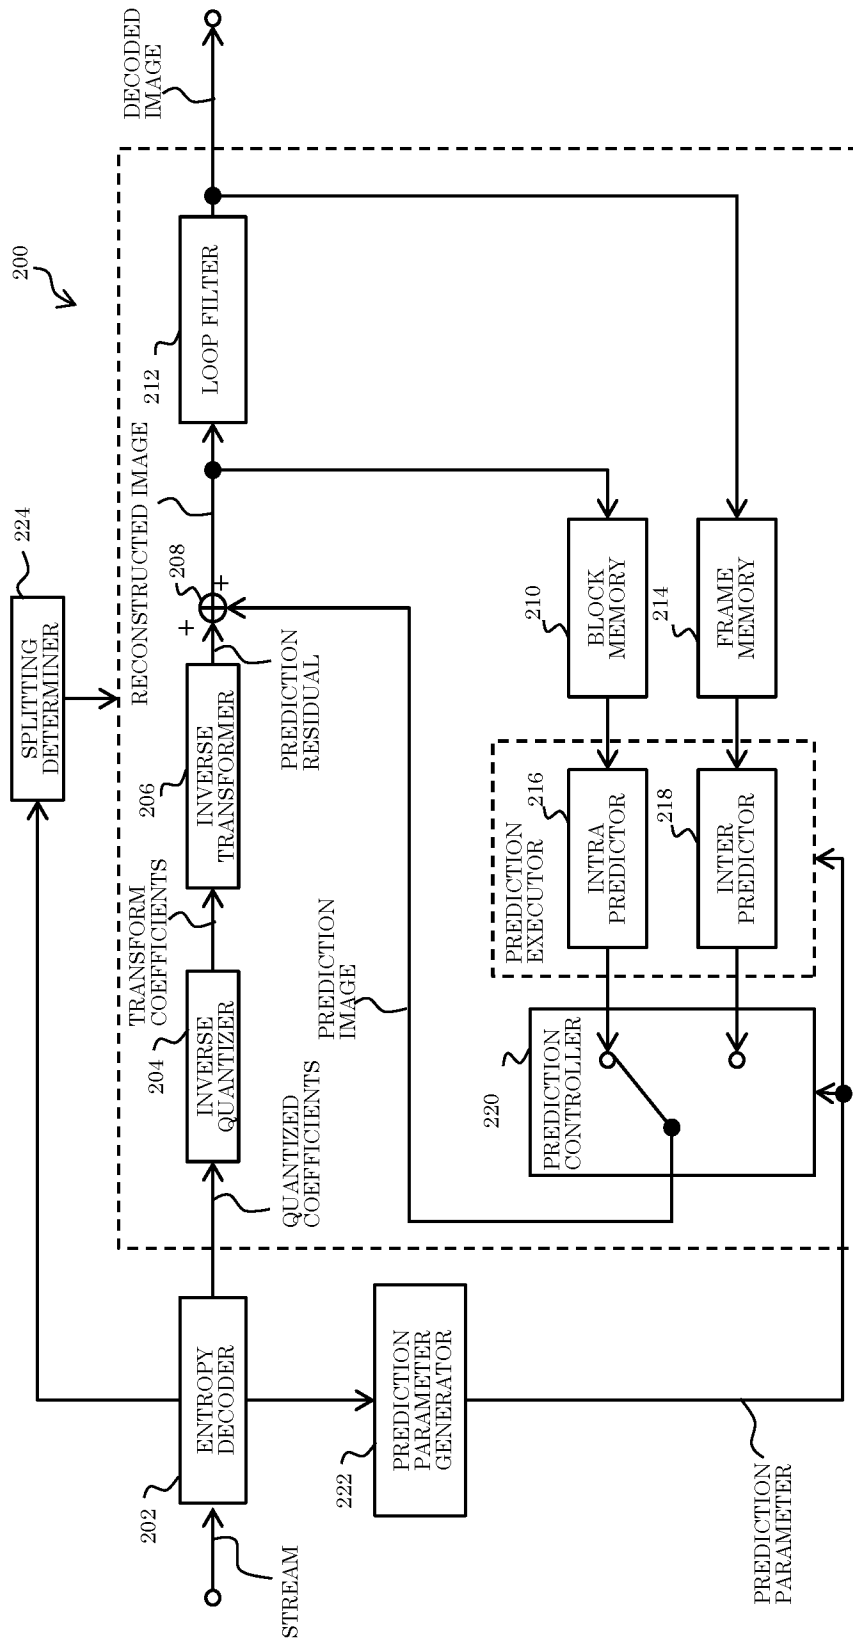 200
224
SPLITTING
DETERMINER
DECODED
IMAGE
RECONSTRUCTED IMAGE
212
LOOP FILTER
208
+
+
PREDICTION
RESIDUAL
206
INVERSE
TRANSFORMER
TRANSFORM
COEFFICIENTS
204
INVERSE
QUANTIZER
QUANTIZED
COEFFICIENTS
202
ENTROPY
DECODER
STREAM
222
PREDICTION
PARAMETER
GENERATOR
PREDICTION
PARAMETER
PREDICTION
IMAGE
220
PREDICTION
CONTROLLER
PREDICTION
EXECUTOR
216
INTRA
PREDICTOR
218
INTER
PREDICTOR
210
BLOCK
MEMORY
214
FRAME
MEMORY